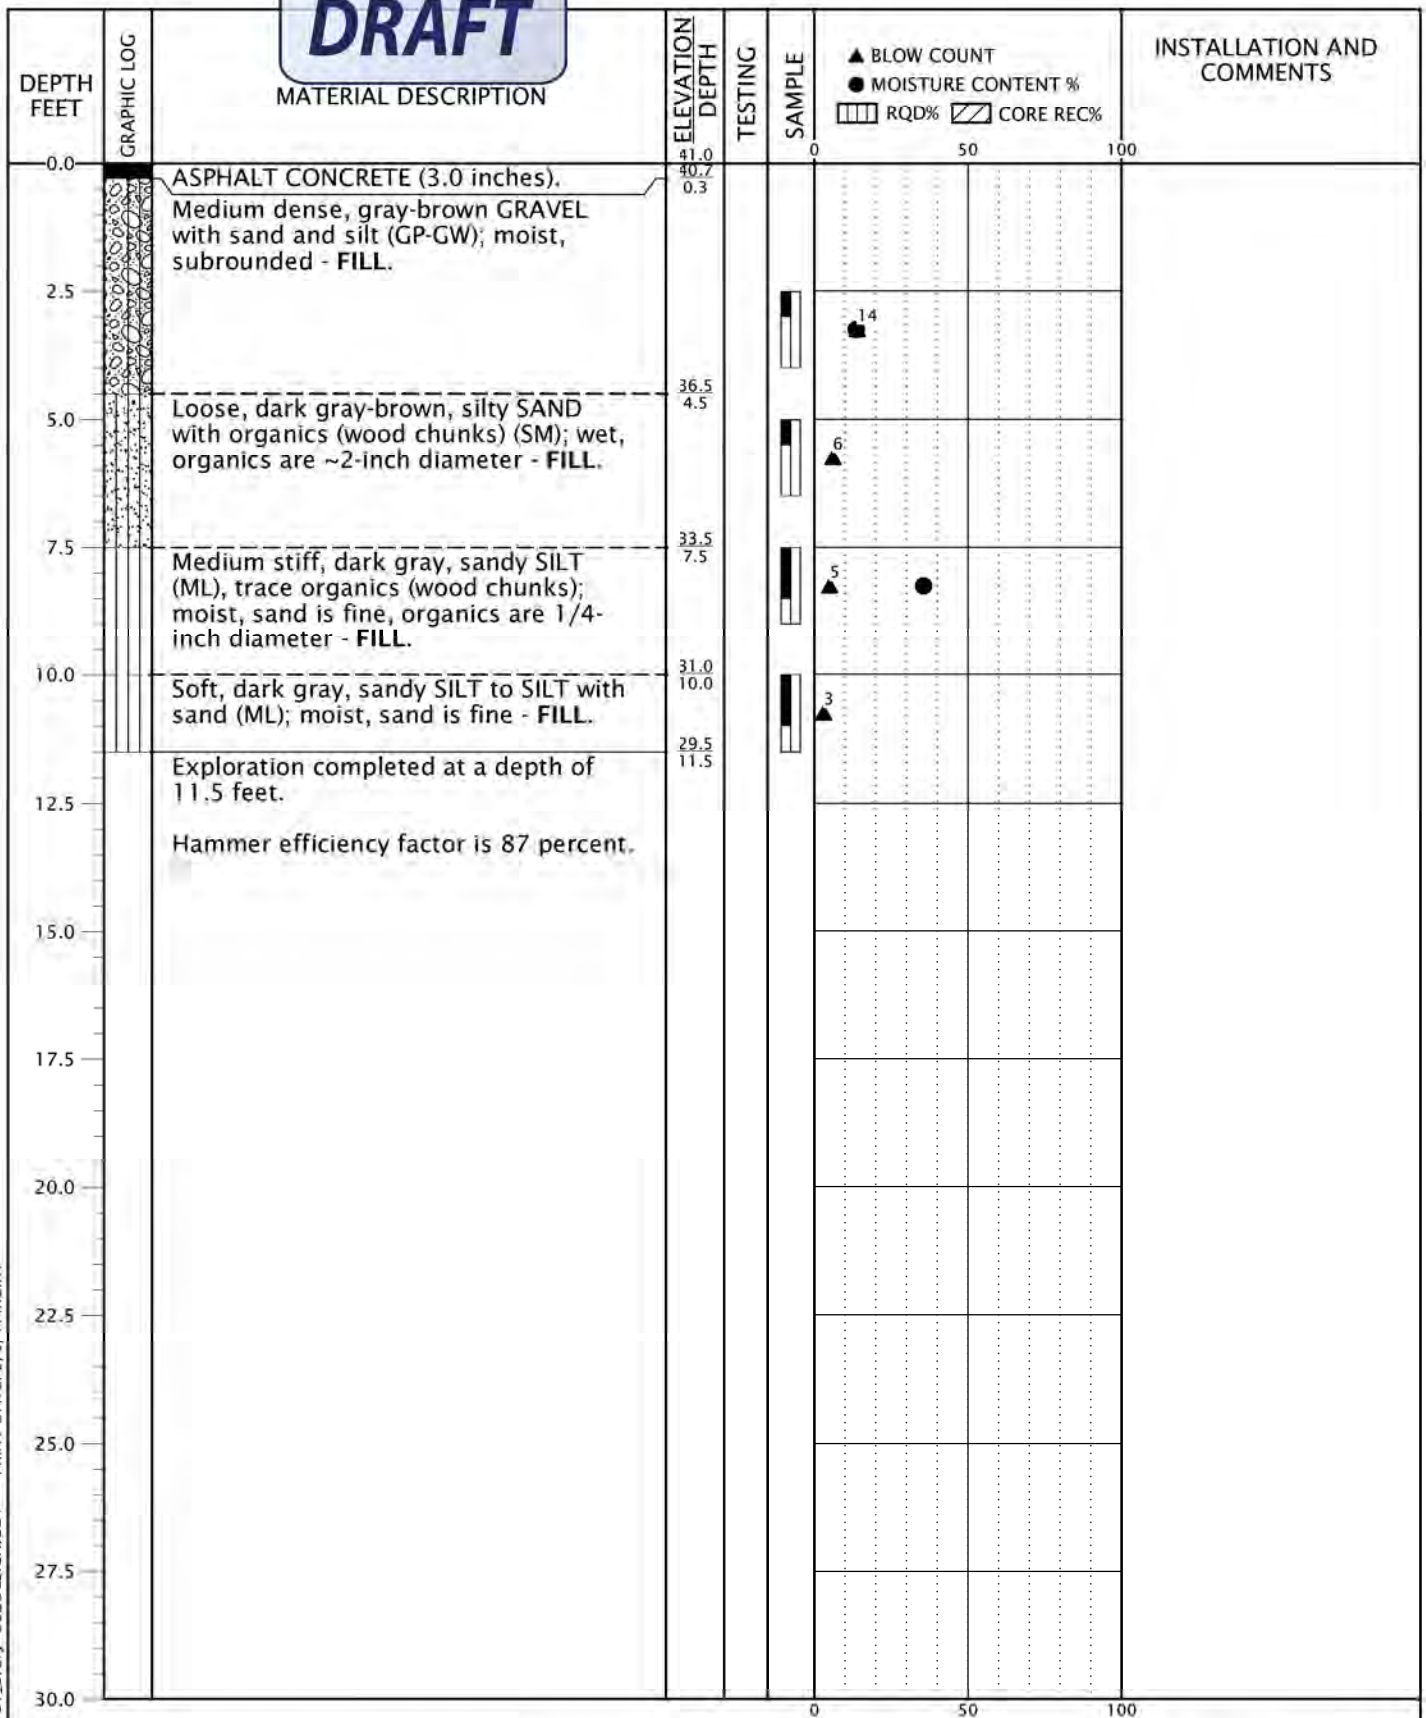 DRAFT
DEPTH
FEET
GRAPHIC LOG
MATERIAL DESCRIPTION
ELEVATION
DEPTH
TESTING
SAMPLE
▲ BLOW COUNT
● MOISTURE CONTENT %
RQD% CORE REC%
INSTALLATION AND
COMMENTS
0 50 100
0.0
41.0
40.7
0.3
ASPHALT CONCRETE (3.0 inches).
Medium dense, gray-brown GRAVEL
with sand and silt (GP-GW); moist,
subrounded - FILL.
2.5
14
36.5
4.5
Loose, dark gray-brown, silty SAND
with organics (wood chunks) (SM); wet,
organics are ~2-inch diameter - FILL.
5.0
6
33.5
7.5
7.5
Medium stiff, dark gray, sandy SILT
(ML), trace organics (wood chunks);
moist, sand is fine, organics are 1/4-
inch diameter - FILL.
5
31.0
10.0
10.0
Soft, dark gray, sandy SILT to SILT with
sand (ML); moist, sand is fine - FILL.
3
29.5
11.5
Exploration completed at a depth of
11.5 feet.
12.5
Hammer efficiency factor is 87 percent.
15.0
17.5
20.0
22.5
25.0
27.5
30.0
0 50 100